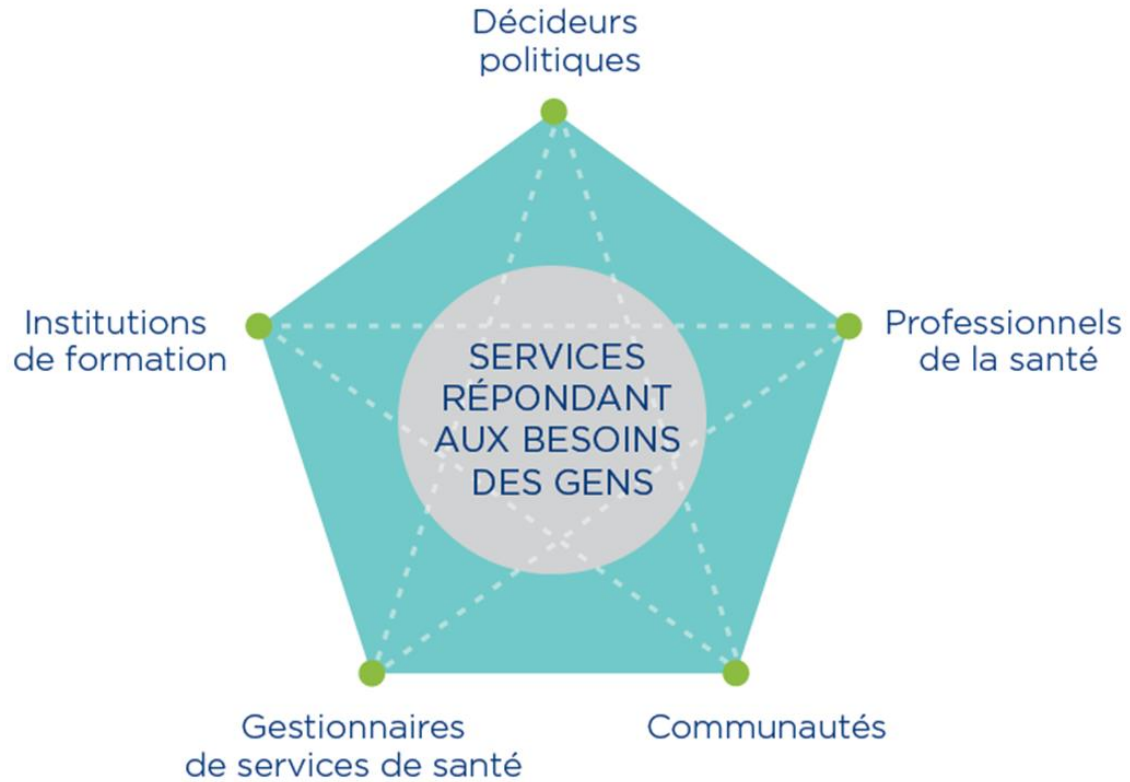 Décideurs
politiques
Institutions
de formation
Professionnels
de la santé
SERVICES
RÉPONDANT
AUX BESOINS
DES GENS
Gestionnaires
de services de santé
Communautés